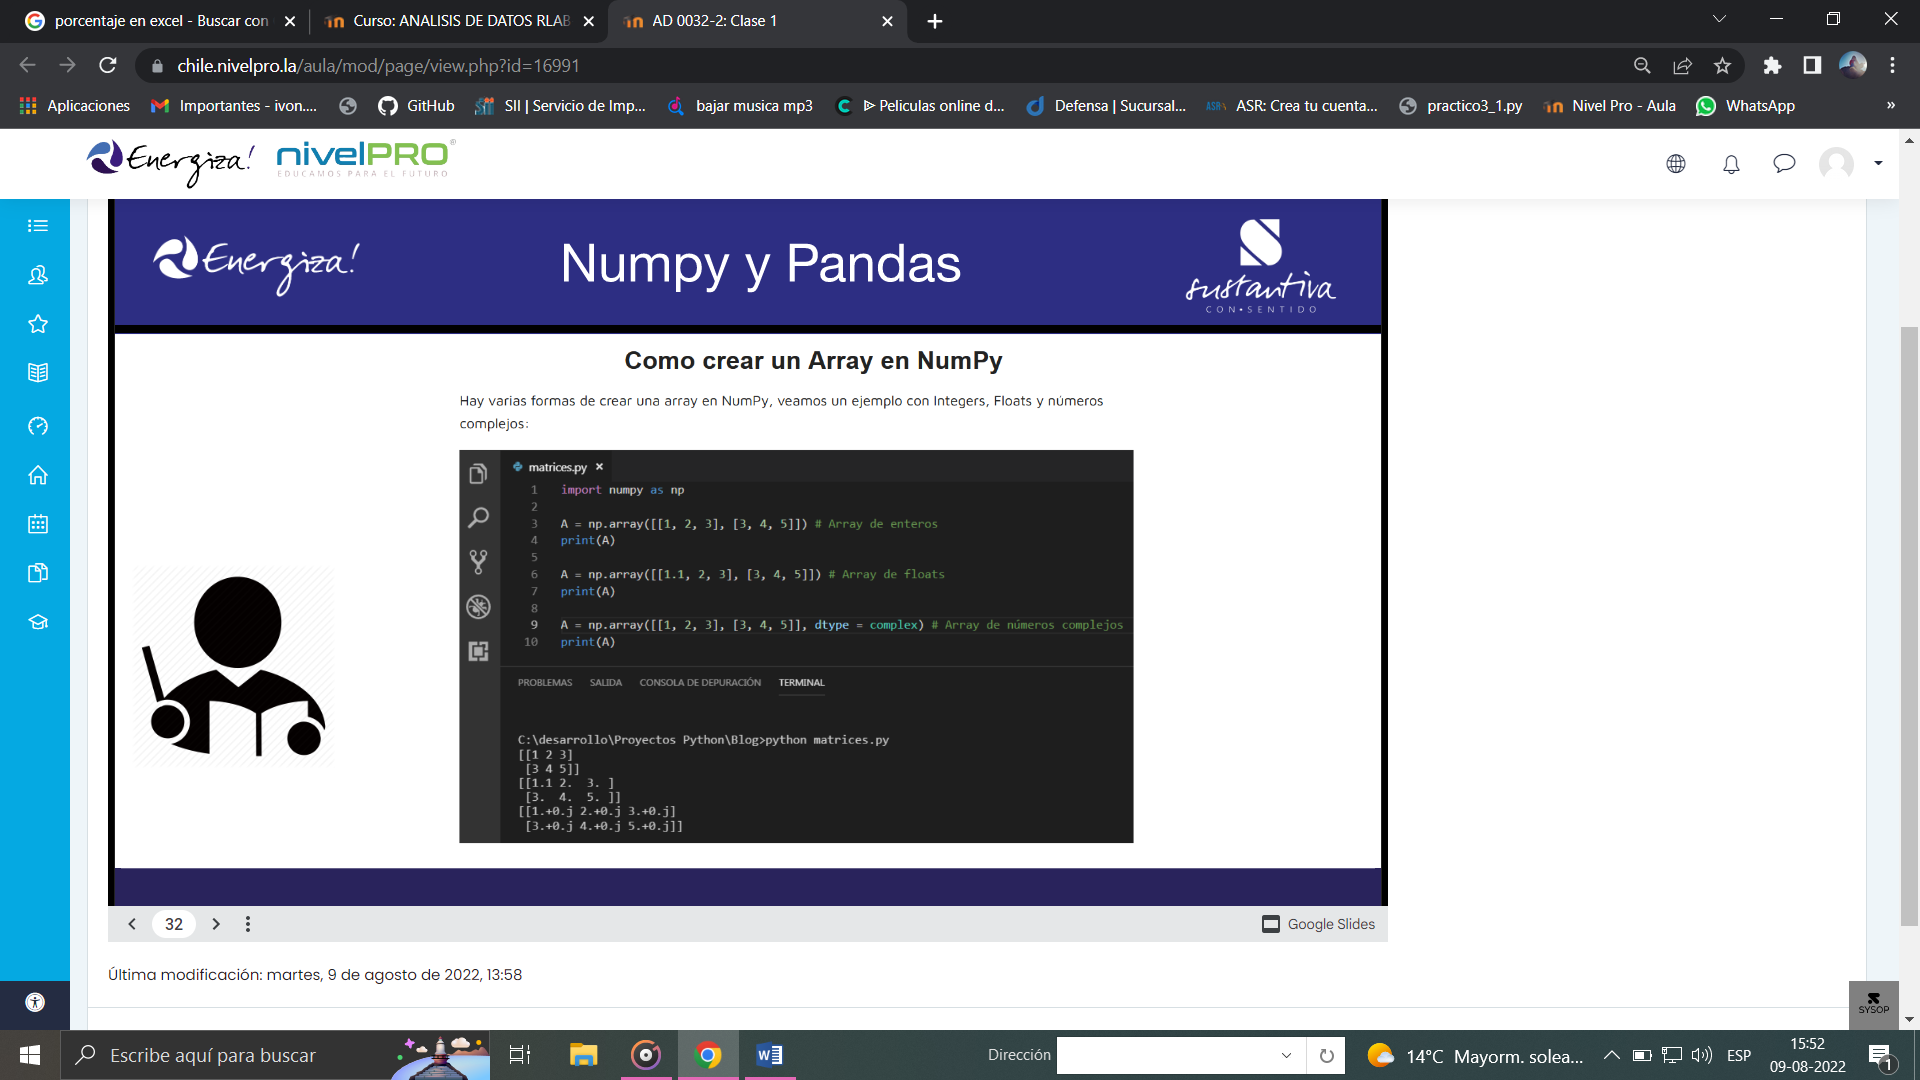 porcentaje en excel - Buscar con
Curso: ANALISIS DE DATOS RLAB
AD 0032-2: Clase 1
chile.nivelpro.la/aula/mod/page/view.php?id=16991
Aplicaciones
Importantes - ivon....
GitHub
SII | Servicio de Imp...
bajar musica mp3
Peliculas online d...
Defensa | Sucursal...
ASR: Crea tu cuenta...
practico3_1.py
Nivel Pro - Aula
WhatsApp
»
Energiza!
nivelPRO
EDUCAMOS PARA EL FUTURO
Energiza!
Numpy y Pandas
sustantiva
CON•SENTIDO
Como crear un Array en NumPy
Hay varias formas de crear una array en NumPy, veamos un ejemplo con Integers, Floats y números
complejos:
matrices.py
1 import numpy as np
2
3 A = np.array([[1, 2, 3], [3, 4, 5]]) # Array de enteros
4 print(A)
5
6 A = np.array([[1.1, 2, 3], [3, 4, 5]]) # Array de floats
7 print(A)
8
9 A = np.array([[1, 2, 3], [3, 4, 5]], dtype = complex) # Array de números complejos
10 print(A)
PROBLEMAS SALIDA CONSOLA DE DEPURACIÓN TERMINAL
C:\desarrollo\Proyectos Python\Blog>python matrices.py
[[1 2 3]
[3 4 5]]
[[1.1 2. 3. ]
[3. 4. 5. ]]
[[1.+0.j 2.+0.j 3.+0.j]
[3.+0.j 4.+0.j 5.+0.j]]
32
Google Slides
Última modificación: martes, 9 de agosto de 2022, 13:58
SYSOP
Escribe aquí para buscar
Dirección
14°C Mayorm. solea...
ESP
15:52
09-08-2022
1